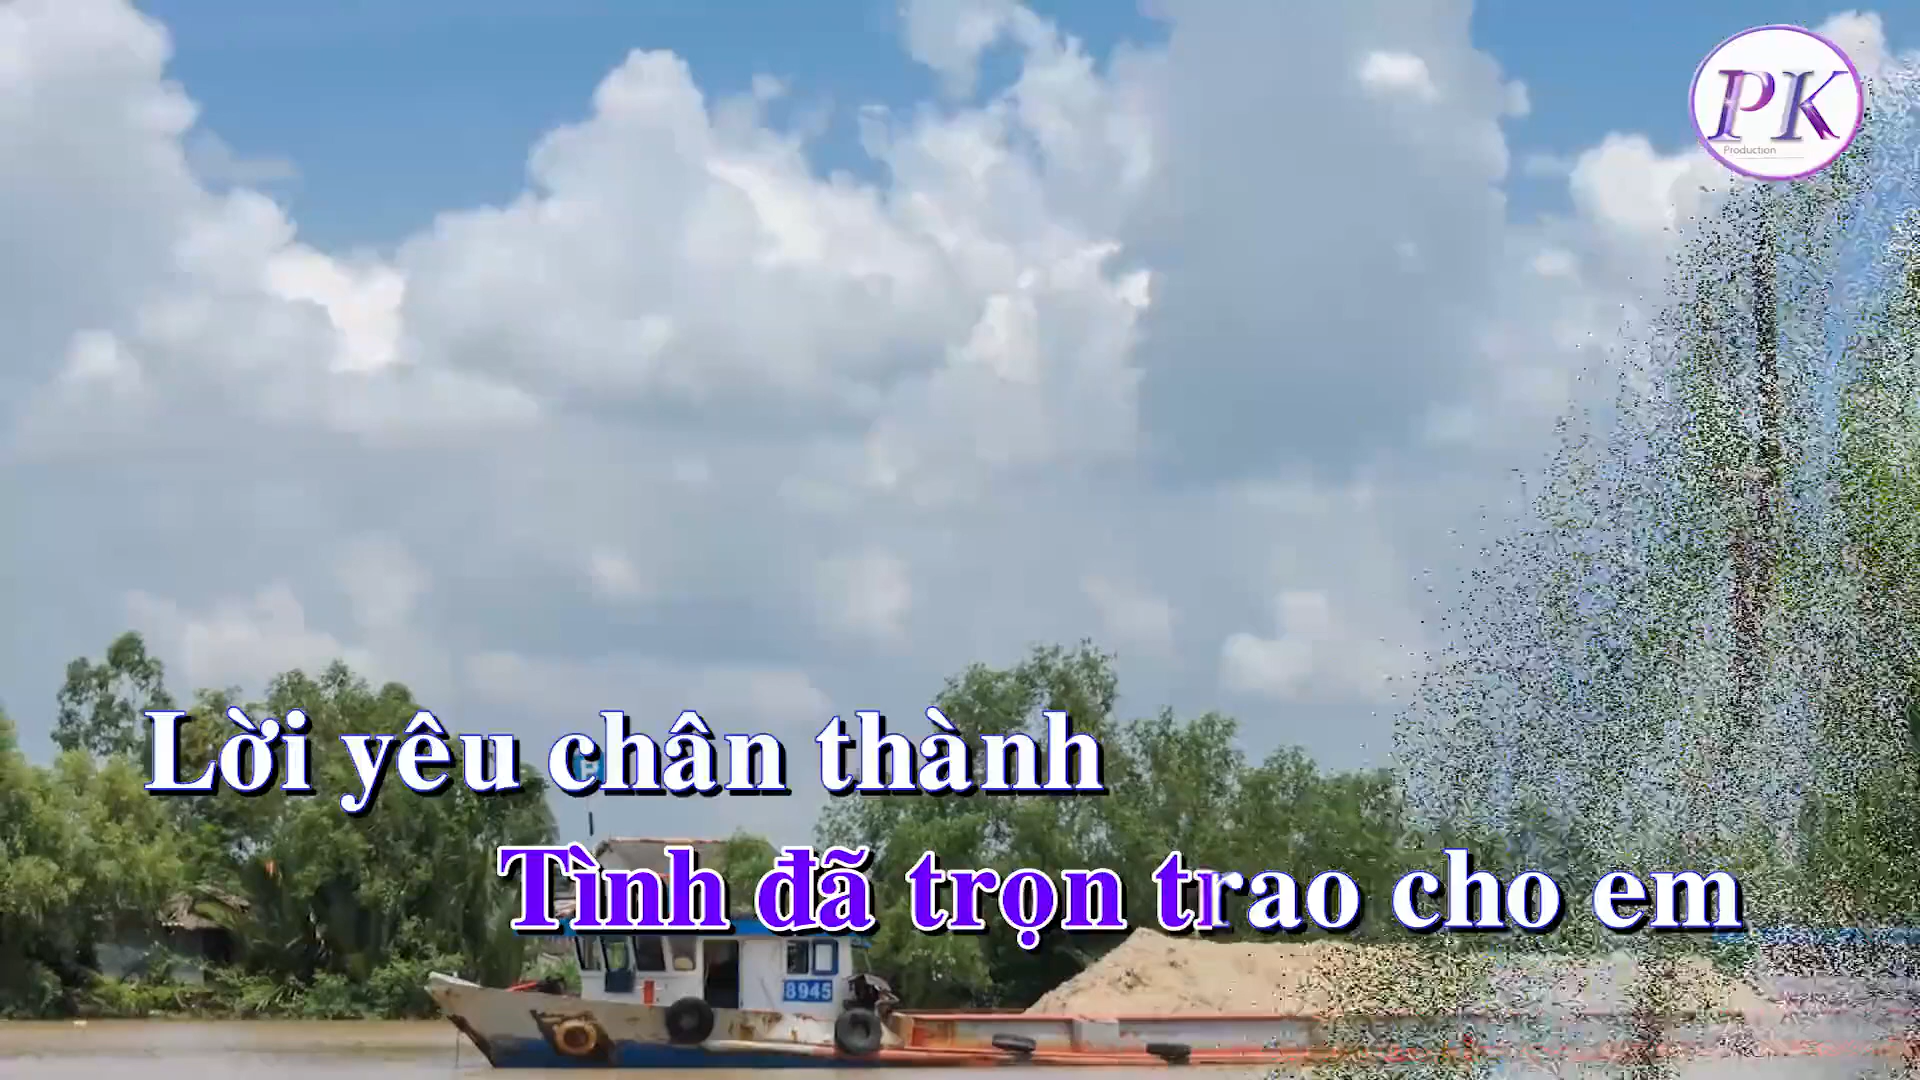 PK
Production
Lời yêu chân thành
Tình đã trọn trao cho em
8945